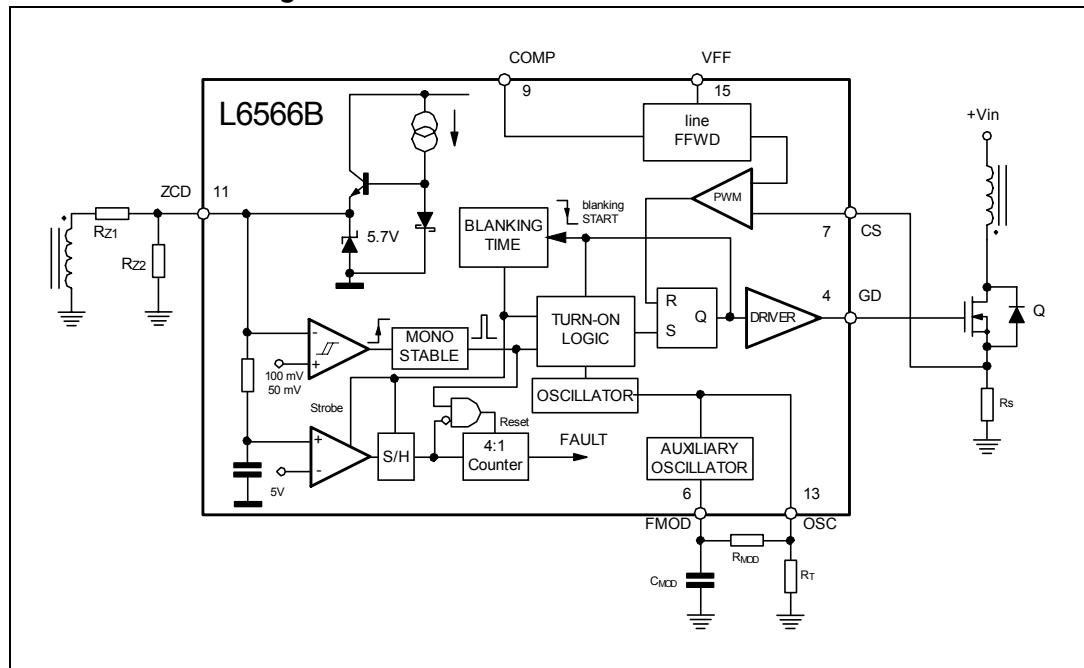 COMP VFF
9 15
L6566B
line
FFWD
+Vin
ZCD 11
PWM
blanking
START
RZ1
5.7V
BLANKING
TIME
7 CS
RZ2
4 GD
R
S
Q
DRIVER
Q
TURN-ON
LOGIC
-
+
MONO
STABLE
100 mV
50 mV
OSCILLATOR
Rs
Strobe
Reset
+
-
S/H
4:1
Counter
FAULT
AUXILIARY
OSCILLATOR
5V
6 13
FMOD OSC
RMOD
CMOD
RT